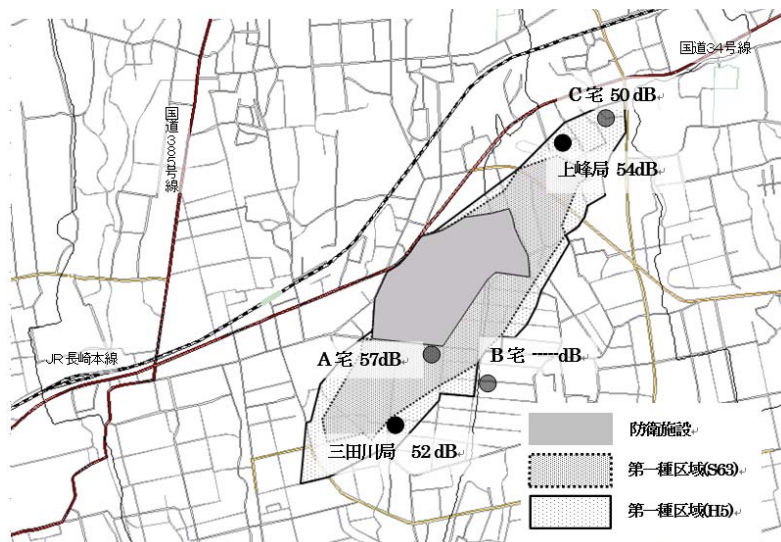 国道34号線
C宅 50 dB
上峰局 54dB
国道385号線
JR長崎本線
A宅 57dB
B宅 -----dB
三田川局 52 dB
防衛施設
第一種区域(S63)
第一種区域(H5)